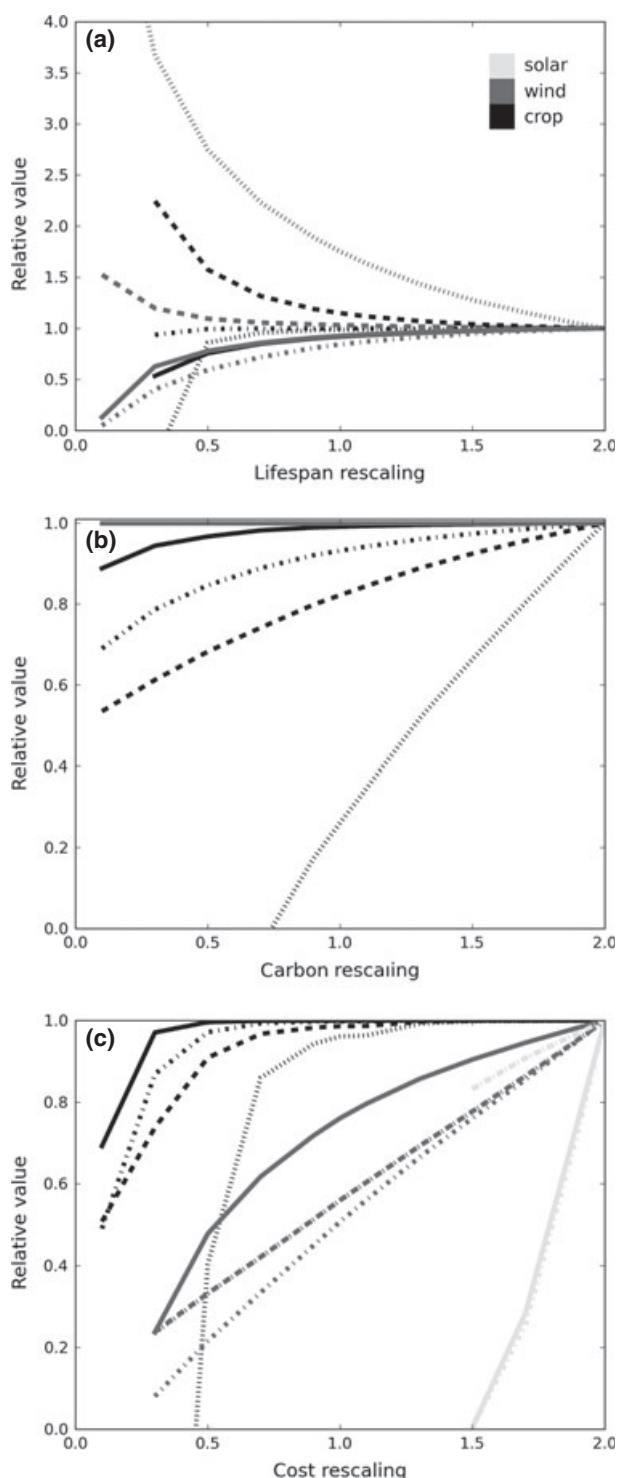 (a)
solar
wind
crop
4.0
3.5
3.0
2.5
2.0
1.5
1.0
0.5
0.0
Relative value
0.0 0.5 1.0 1.5 2.0
Lifespan rescaling
(b)
1.0
0.8
0.6
0.4
0.2
0.0
Relative value
0.0 0.5 1.0 1.5 2.0
Carbon rescaling
(c)
1.0
0.8
0.6
0.4
0.2
0.0
Relative value
0.0 0.5 1.0 1.5 2.0
Cost rescaling